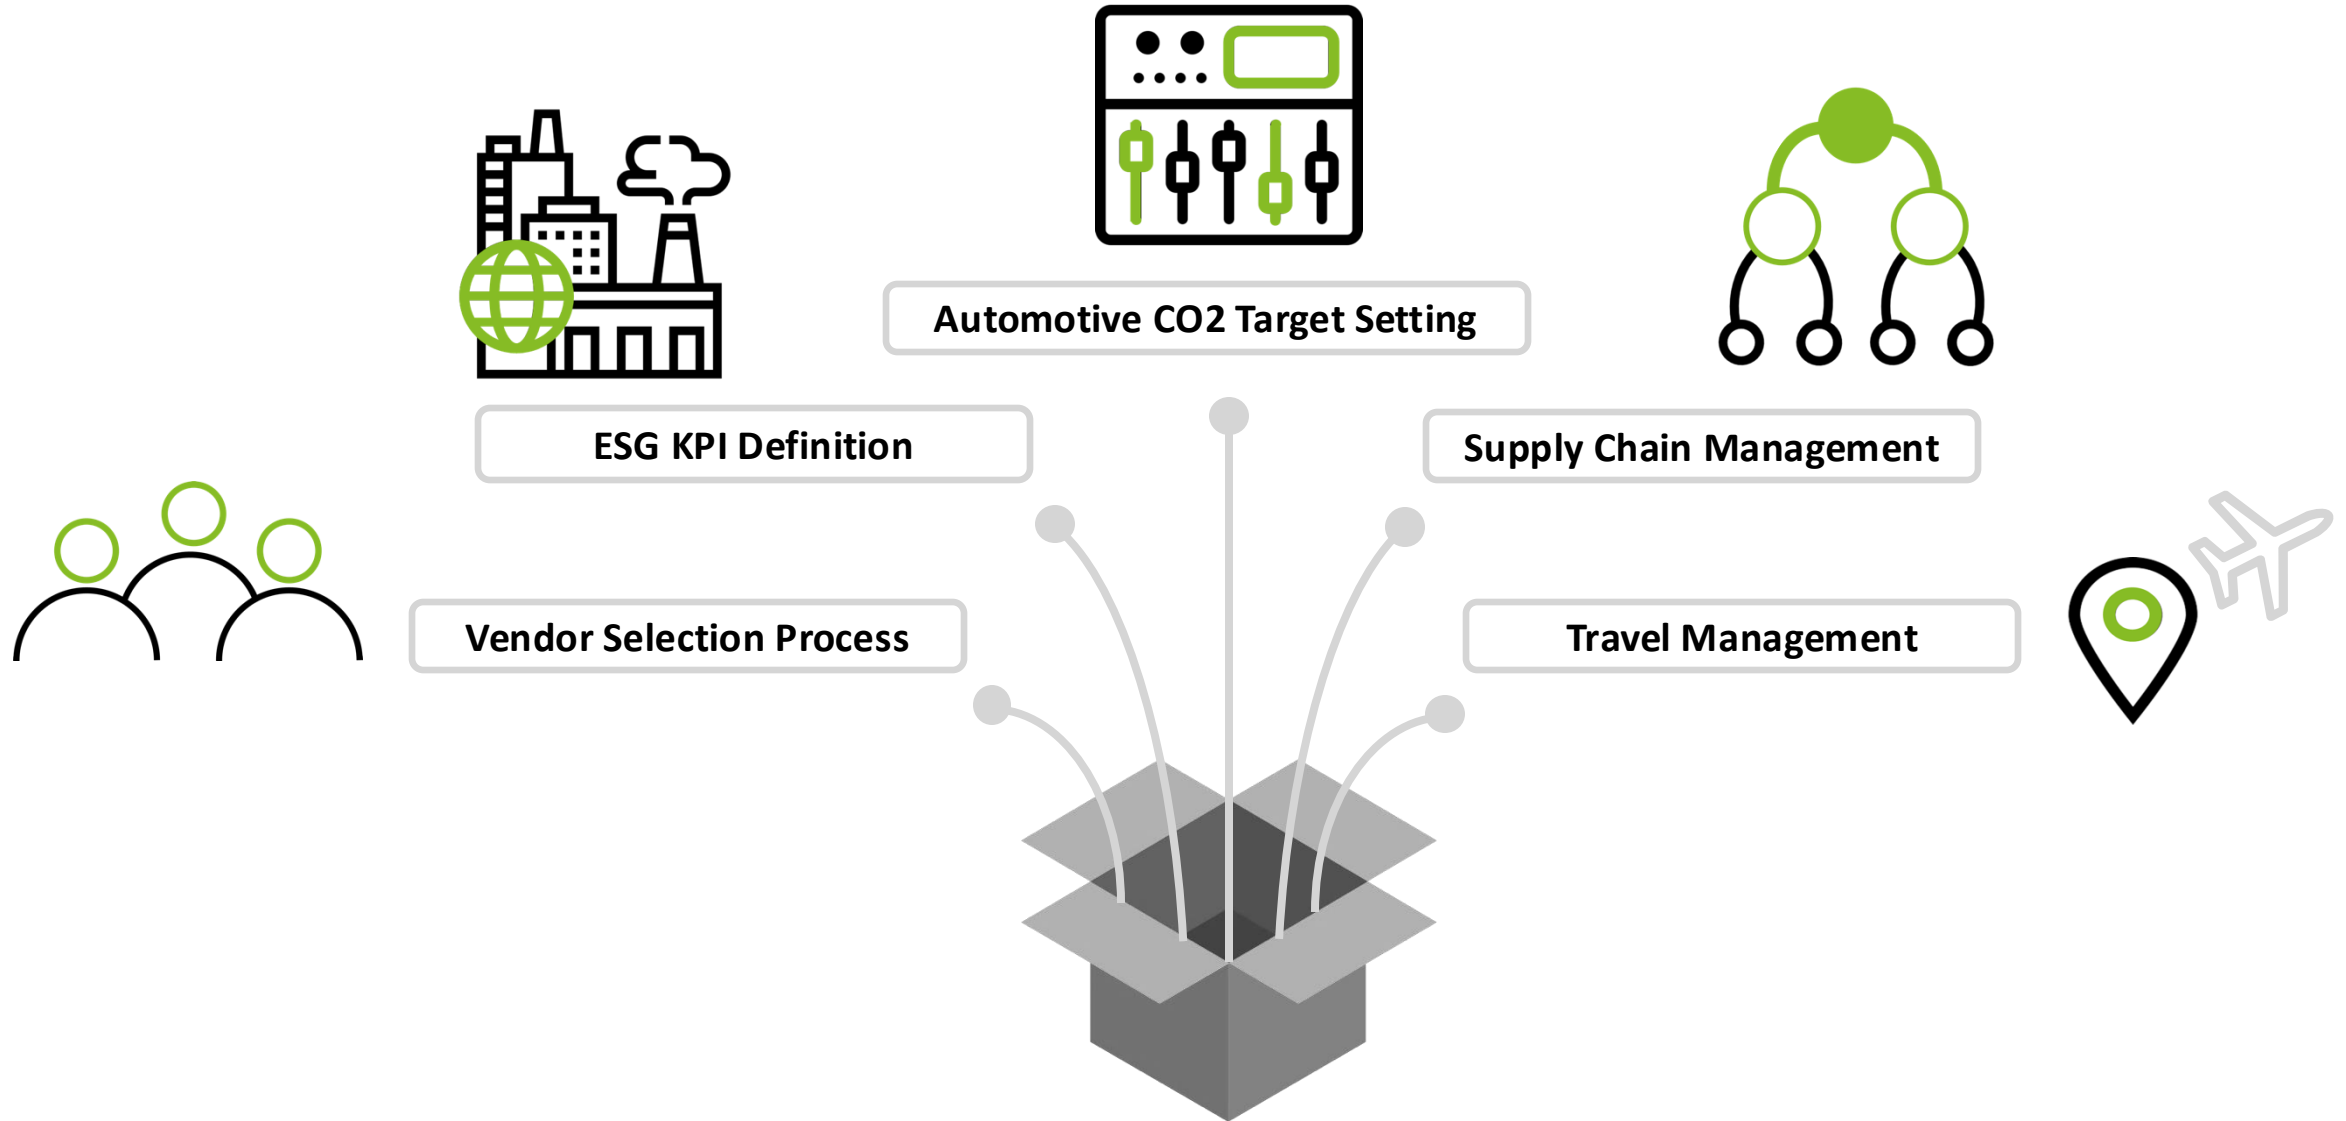 Automotive CO2 Target Setting
ESG KPI Definition
Supply Chain Management
Vendor Selection Process
Travel Management